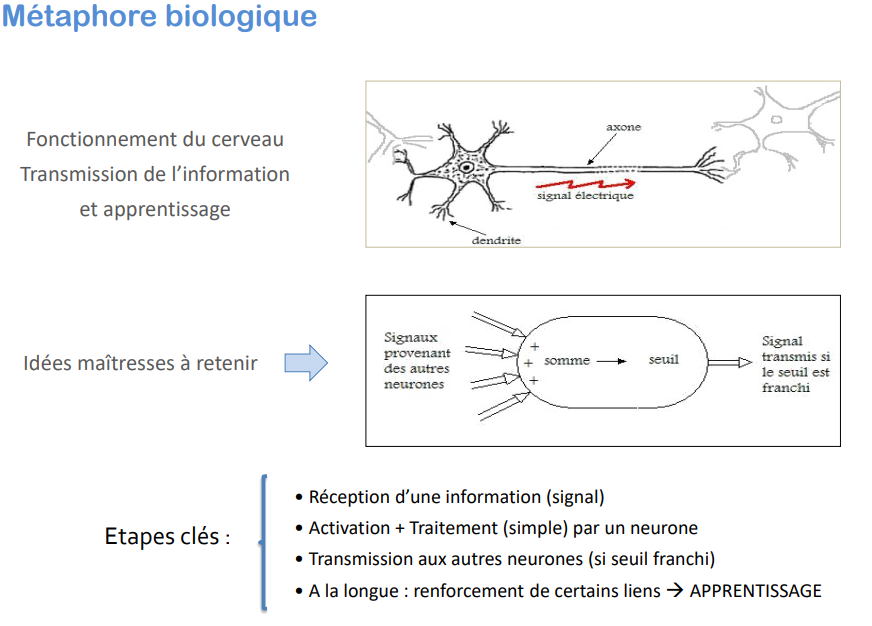 Métaphore biologique
Fonctionnement du cerveau
Transmission de l'information
et apprentissage
axone
signal électrique
dendrite
Idées maîtresses à retenir
Signaux
provenant
des autres
neurones
+
+
+
somme
seuil
Signal
transmis si
le seuil est
franchi
Etapes clés :
• Réception d'une information (signal)
• Activation + Traitement (simple) par un neurone
• Transmission aux autres neurones (si seuil franchi)
• A la longue : renforcement de certains liens → APPRENTISSAGE